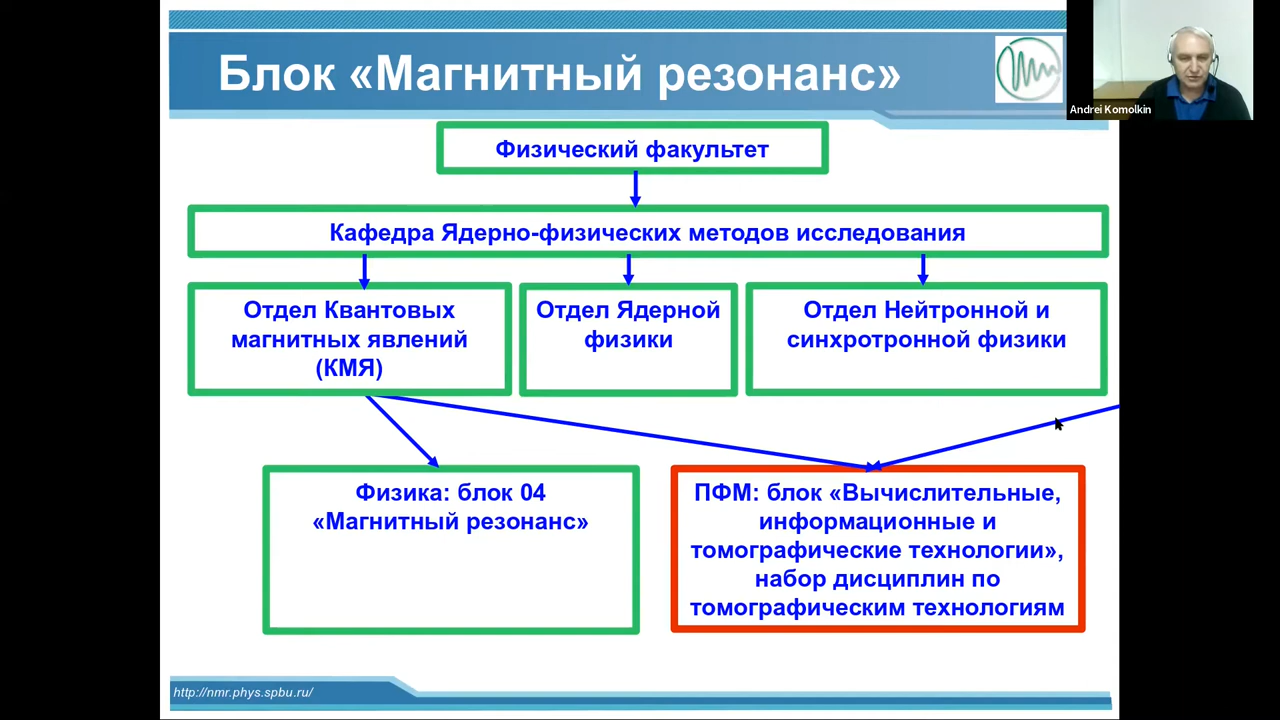 Блок «Магнитный резонанс»
Andrei Komolkin
Физический факультет
Кафедра Ядерно-физических методов исследования
Отдел Квантовых
магнитных явлений
(КМЯ)
Отдел Ядерной
физики
Отдел Нейтронной и
синхротронной физики
Физика: блок 04
«Магнитный резонанс»
ПФМ: блок «Вычислительные,
информационные и
томографические технологии»,
набор дисциплин по
томографическим технологиям
http://nmr.phys.spbu.ru/